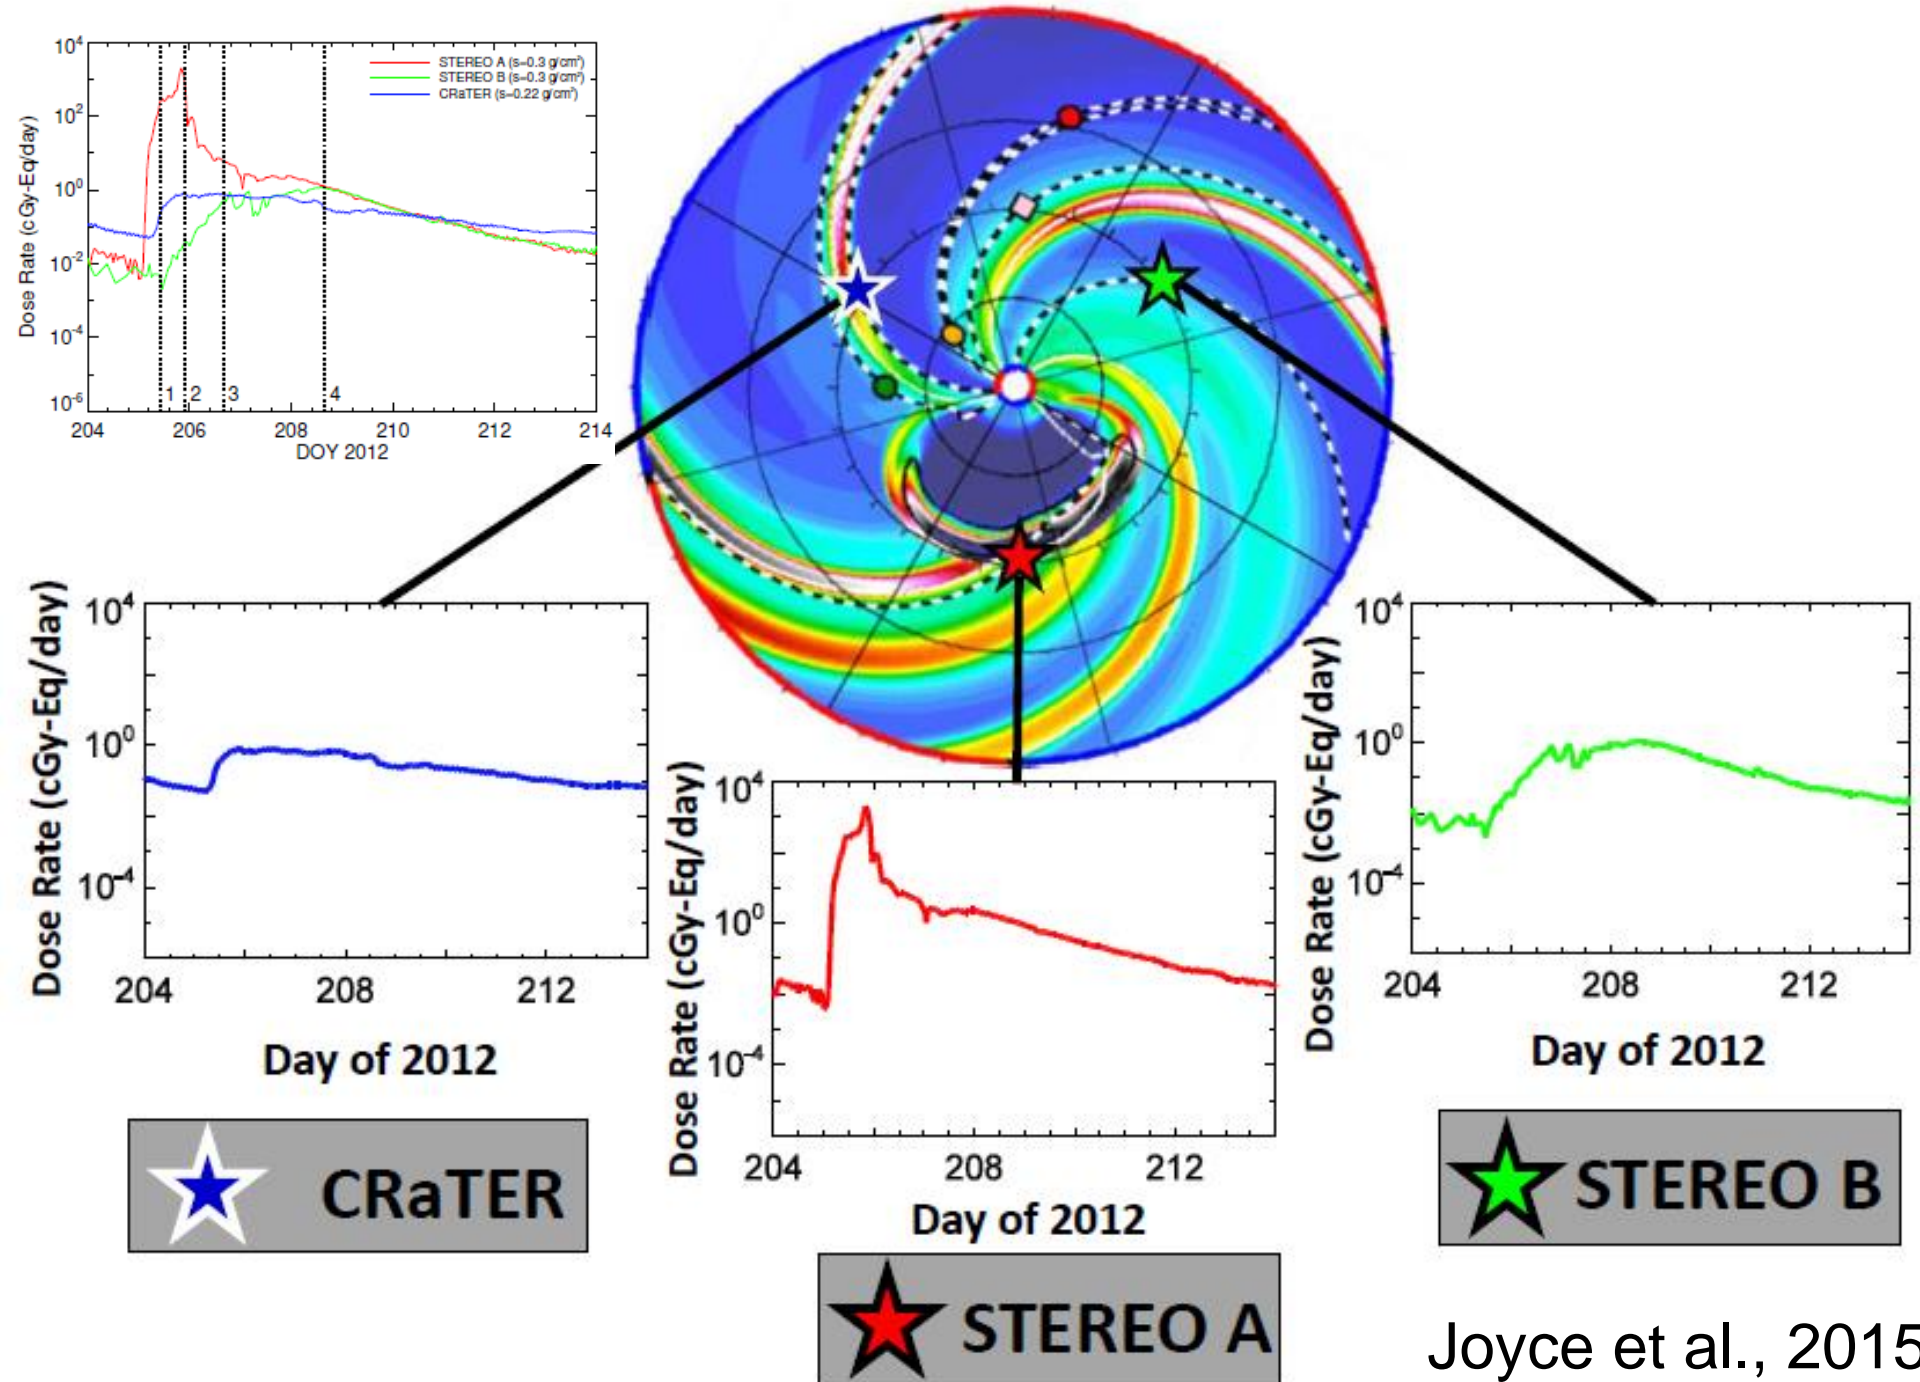 10⁴
10²
10⁰
10⁻²
10⁻⁴
10⁻⁶
Dose Rate (cGy-Eq/day)
STEREO A (s=0.3 g/cm²)
STEREO B (s=0.3 g/cm²)
CRaTER (s=0.22 g/cm²)
1 2 3 4
204 206 208 210 212 214
DOY 2012
10⁴
10⁰
10⁻⁴
Dose Rate (cGy-Eq/day)
204 208 212
Day of 2012
CRaTER
10⁴
10⁰
10⁻⁴
Dose Rate (cGy-Eq/day)
204 208 212
Day of 2012
STEREO A
10⁴
10⁰
10⁻⁴
Dose Rate (cGy-Eq/day)
204 208 212
Day of 2012
STEREO B
Joyce et al., 2015